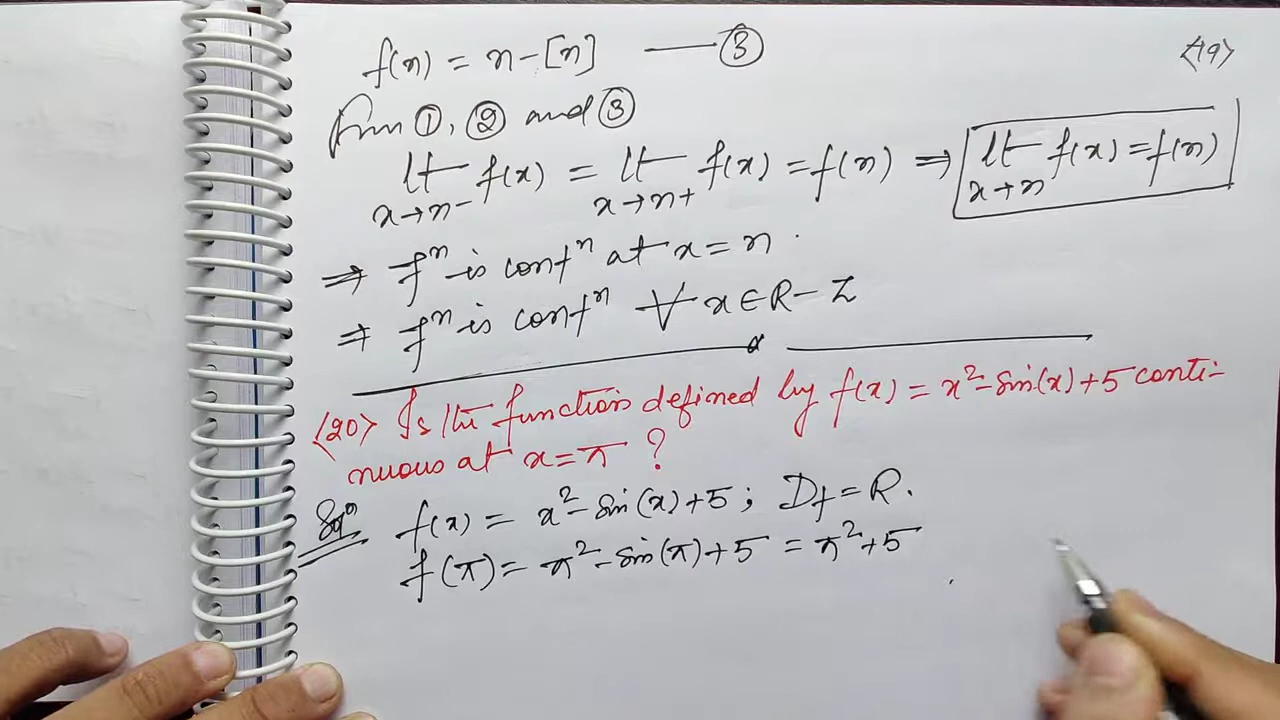 f(n) = n-[n] —— ③
<19>
from ①, ② and ③
lt x→n- f(x) = lt x→n+ f(x) = f(n) ⇒ lt x→n f(x) = f(n)
⇒ fⁿ is contⁿ at x = n .
⇒ fⁿ is contⁿ ∀ x ∈ R - Z
<20> Is the function defined by f(x) = x² - sin(x) + 5 conti-
nuous at x = π ?
Solⁿ f(x) = x² - sin(x) + 5 ; Df = R.
f(π) = π² - sin(π) + 5 = π² + 5